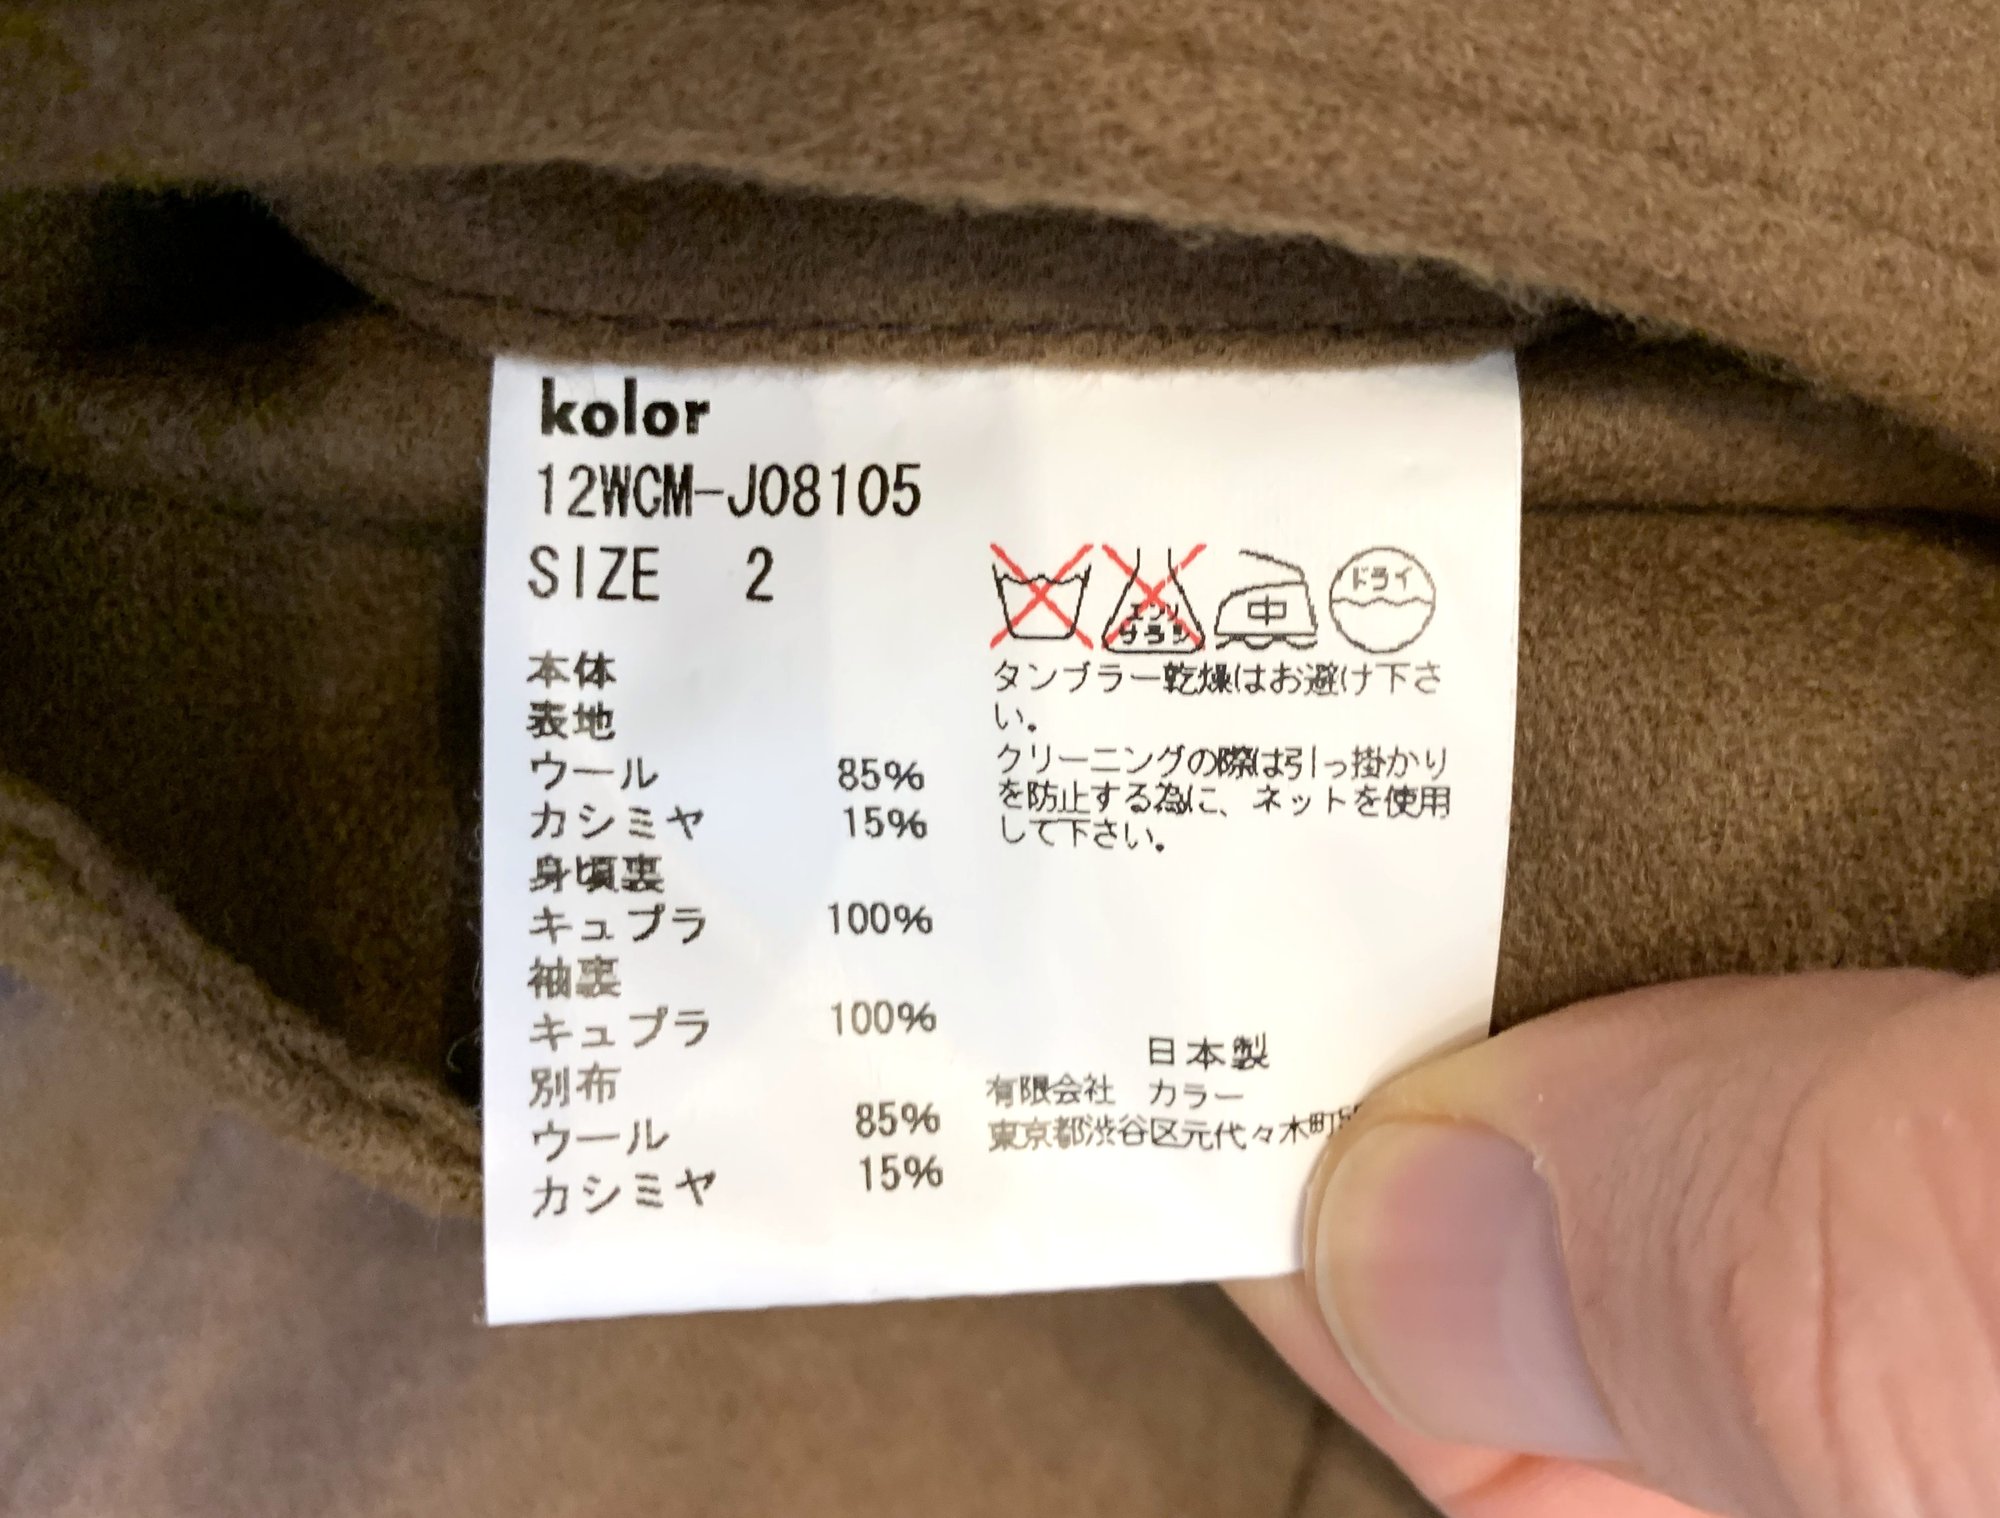 kolor
12WCM-J08105
SIZE 2
本体
表地
ウール 85%
カシミヤ 15%
身頃裏
キュプラ 100%
袖裏
キュプラ 100%
別布
ウール 85%
カシミヤ 15%
エンソ
サラシ
中
ドライ
タンブラー乾燥はお避け下さ
い。
クリーニングの際は引っ掛かり
を防止する為に、ネットを使用
して下さい。
日本製
有限会社 カラー
東京都渋谷区元代々木町